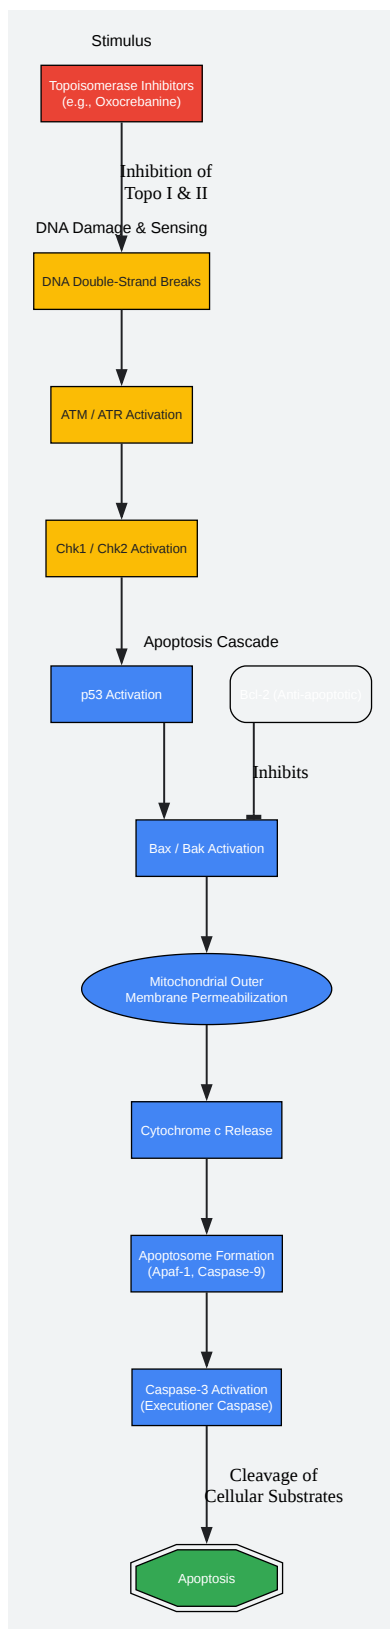 Stimulus
Topoisomerase Inhibitors
(e.g., Oxocrebanine)
Inhibition of
Topo I & II
DNA Damage & Sensing
DNA Double-Strand Breaks
ATM / ATR Activation
Chk1 / Chk2 Activation
Apoptosis Cascade
p53 Activation
Bcl-2 (Anti-apoptotic)
Inhibits
Bax / Bak Activation
Mitochondrial Outer
Membrane Permeabilization
Cytochrome c Release
Apoptosome Formation
(Apaf-1, Caspase-9)
Caspase-3 Activation
(Executioner Caspase)
Cleavage of
Cellular Substrates
Apoptosis